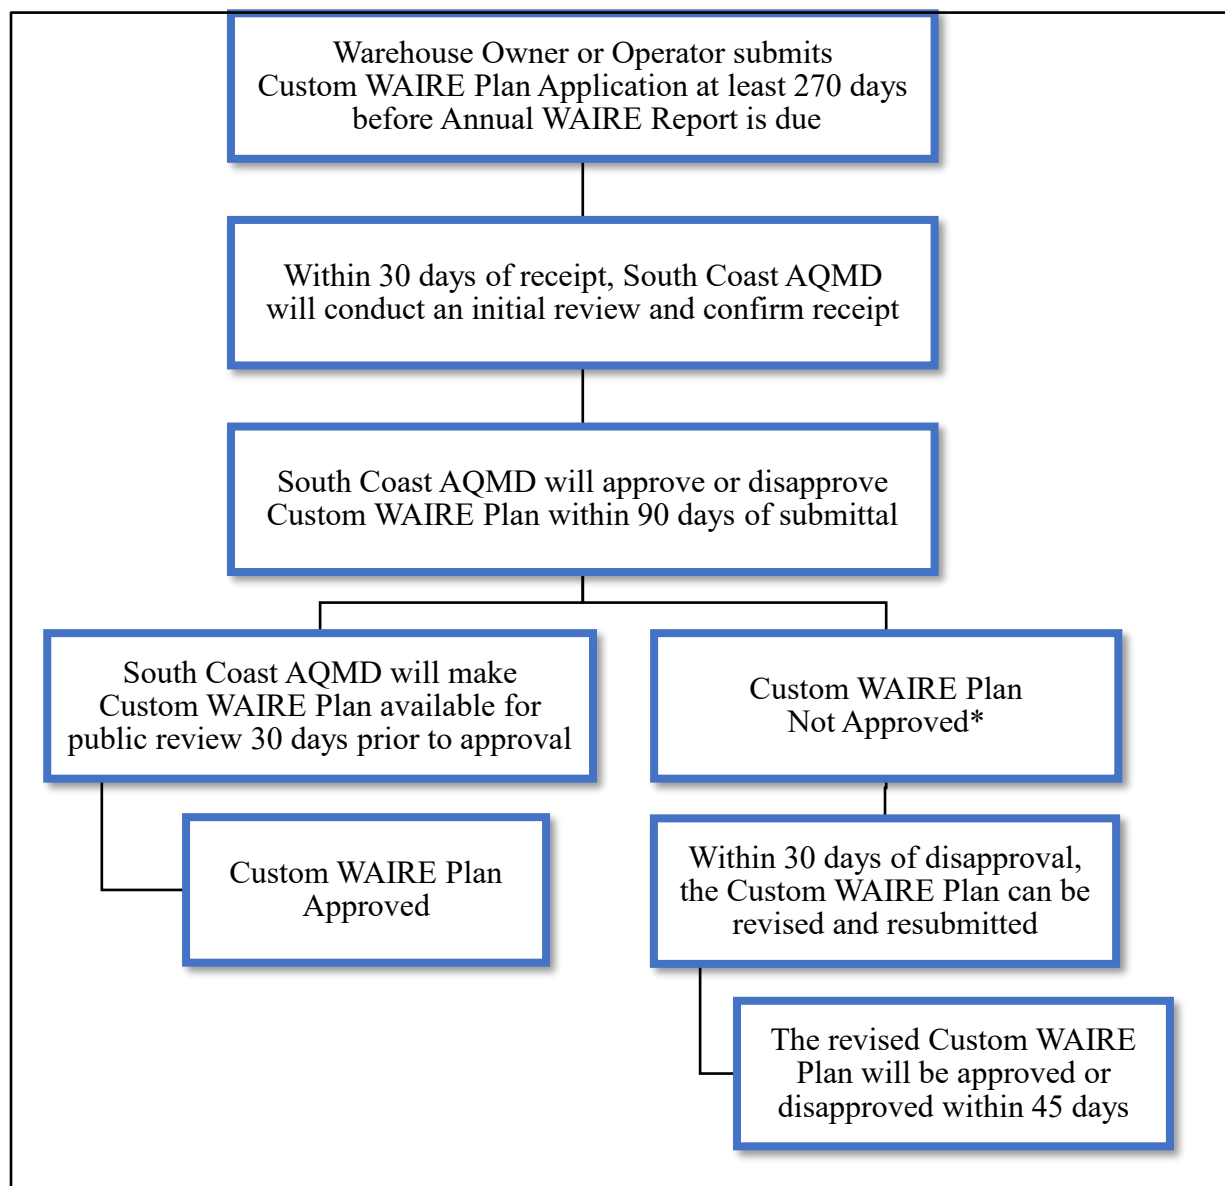 Warehouse Owner or Operator submits
Custom WAIRE Plan Application at least 270 days
before Annual WAIRE Report is due
Within 30 days of receipt, South Coast AQMD
will conduct an initial review and confirm receipt
South Coast AQMD will approve or disapprove
Custom WAIRE Plan within 90 days of submittal
South Coast AQMD will make
Custom WAIRE Plan available for
public review 30 days prior to approval
Custom WAIRE Plan
Approved
Custom WAIRE Plan
Not Approved*
Within 30 days of disapproval,
the Custom WAIRE Plan can be
revised and resubmitted
The revised Custom WAIRE
Plan will be approved or
disapproved within 45 days